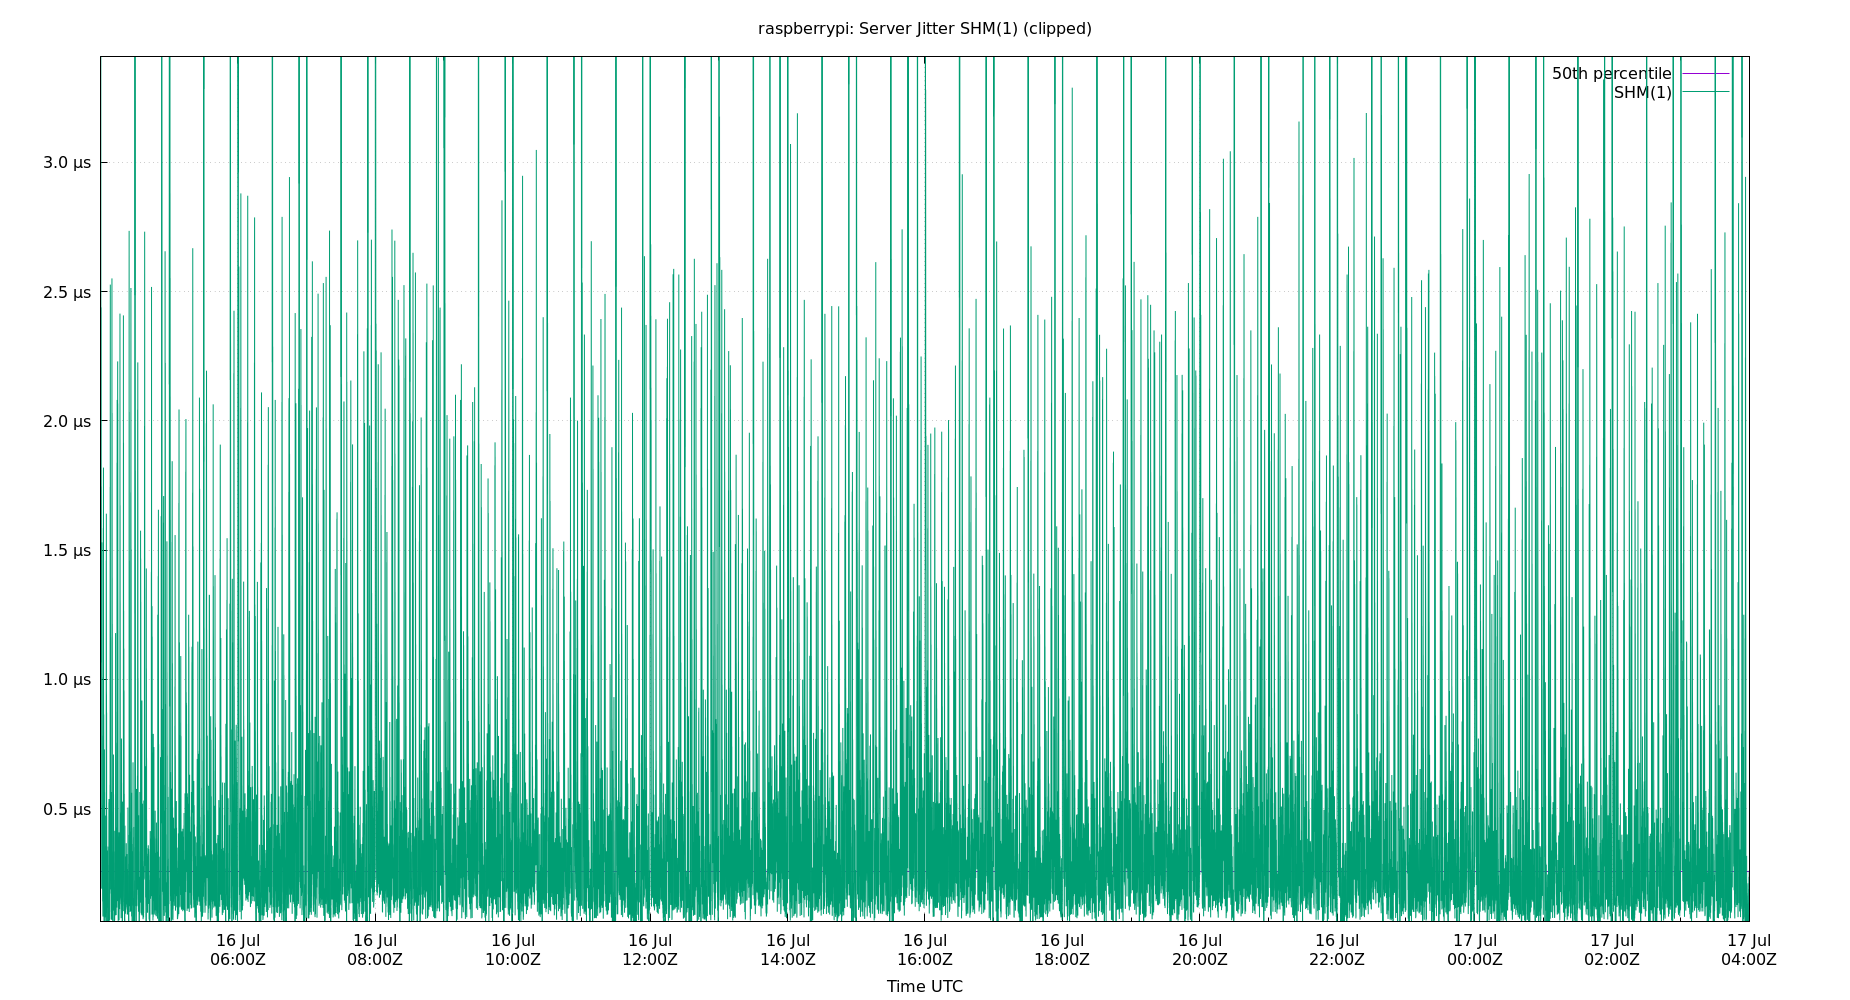 raspberrypi: Server Jitter SHM(1) (clipped)
50th percentile
SHM(1)
3.0 µs
2.5 µs
2.0 µs
1.5 µs
1.0 µs
0.5 µs
16 Jul 16 Jul 16 Jul 16 Jul 16 Jul 16 Jul 16 Jul 16 Jul 16 Jul 17 Jul 17 Jul 17 Jul
06:00Z 08:00Z 10:00Z 12:00Z 14:00Z 16:00Z 18:00Z 20:00Z 22:00Z 00:00Z 02:00Z 04:00Z
Time UTC